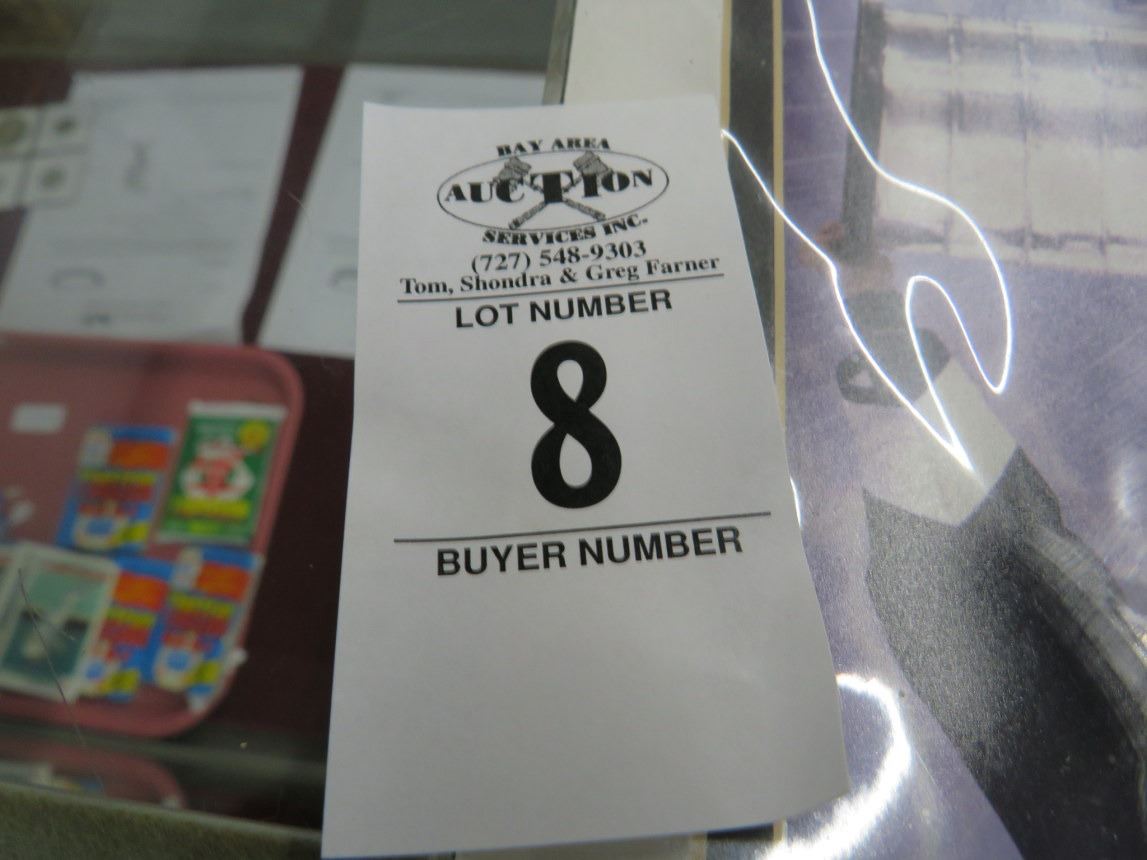 BAY AREA
AUCTION
SERVICES INC.
(727) 548-9303
Tom, Shondra & Greg Farner
LOT NUMBER
8
BUYER NUMBER